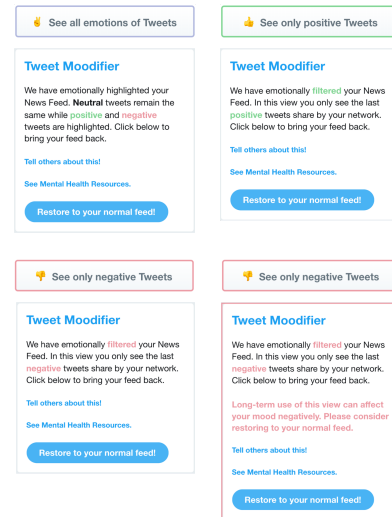 ✌ See all emotions of Tweets
Tweet Moodifier
We have emotionally highlighted your
News Feed. Neutral tweets remain the
same while positive and negative
tweets are highlighted. Click below to
bring your feed back.
Tell others about this!
See Mental Health Resources.
Restore to your normal feed!
👍 See only positive Tweets
Tweet Moodifier
We have emotionally filtered your News
Feed. In this view you only see the last
positive tweets share by your network.
Click below to bring your feed back.
Tell others about this!
See Mental Health Resources.
Restore to your normal feed!
👎 See only negative Tweets
Tweet Moodifier
We have emotionally filtered your News
Feed. In this view you only see the last
negative tweets share by your network.
Click below to bring your feed back.
Tell others about this!
See Mental Health Resources.
Restore to your normal feed!
👎 See only negative Tweets
Tweet Moodifier
We have emotionally filtered your News
Feed. In this view you only see the last
negative tweets share by your network.
Click below to bring your feed back.
Long-term use of this view can affect
your mood negatively. Please consider
restoring to your normal feed.
Tell others about this!
See Mental Health Resources.
Restore to your normal feed!